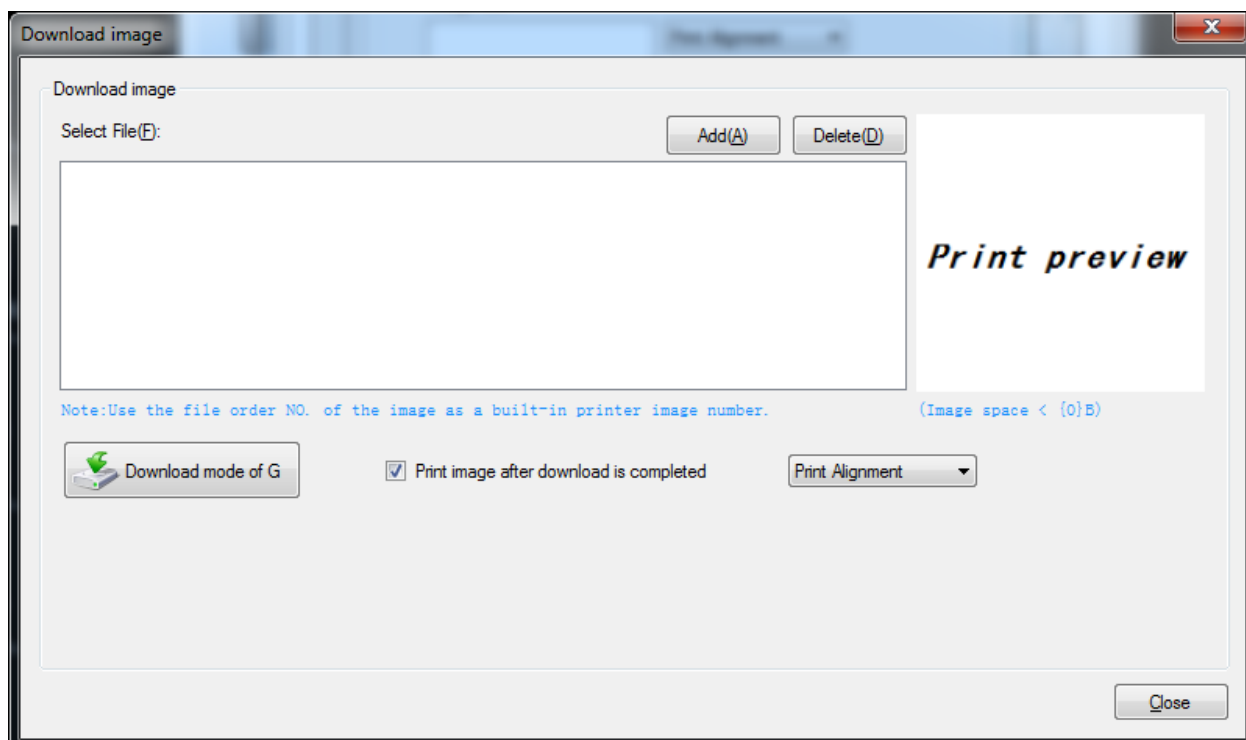 Download image
Print Alignment
Download image
Select File(F):
Add(A)
Delete(D)
Print preview
Note:Use the file order NO. of the image as a built-in printer image number.
(Image space < {0}B)
Download mode of G
Print image after download is completed
Print Alignment
Close